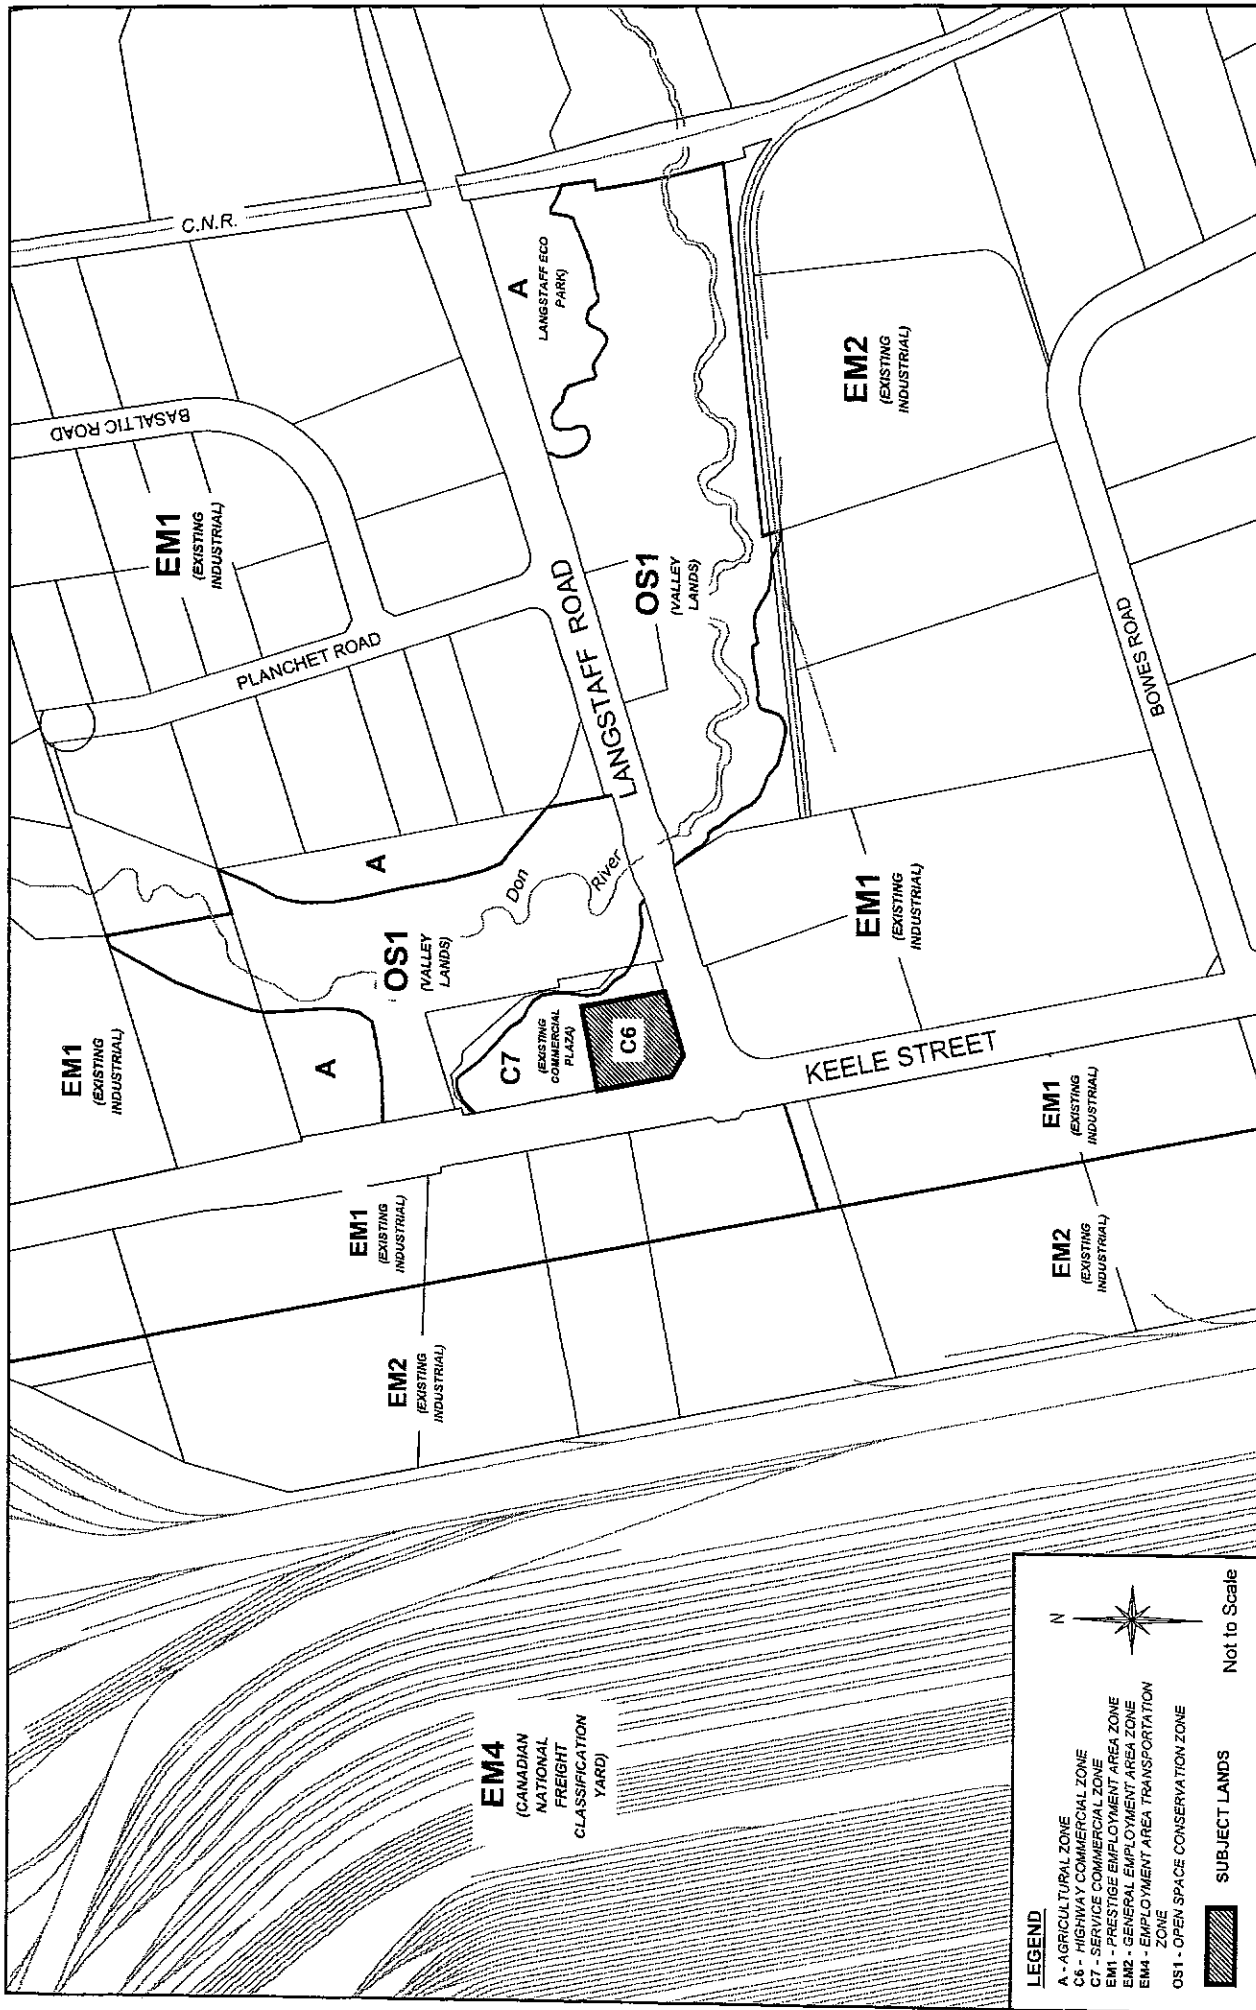 C.N.R.
BASALTIC ROAD
EM1
(EXISTING
INDUSTRIAL)
PLANCHET ROAD
A
LANGSTAFF ECO
PARK)
LANGSTAFF ROAD
OS1
(VALLEY
LANDS)
EM2
(EXISTING
INDUSTRIAL)
BOWES ROAD
EM1
(EXISTING
INDUSTRIAL)
A
OS1
(VALLEY
LANDS)
Don
River
EM1
(EXISTING
INDUSTRIAL)
A
C7
(EXISTING
COMMERCIAL
PLAZA)
C6
KEELE STREET
EM1
(EXISTING
INDUSTRIAL)
EM1
(EXISTING
INDUSTRIAL)
EM2
(EXISTING
INDUSTRIAL)
EM2
(EXISTING
INDUSTRIAL)
EM4
(CANADIAN
NATIONAL
FREIGHT
CLASSIFICATION
YARD)
LEGEND
A - AGRICULTURAL ZONE
C6 - HIGHWAY COMMERCIAL ZONE
C7 - SERVICE COMMERCIAL ZONE
EM1 - PRESTIGE EMPLOYMENT AREA ZONE
EM2 - GENERAL EMPLOYMENT AREA ZONE
EM4 - EMPLOYMENT AREA TRANSPORTATION
ZONE
OS1 - OPEN SPACE CONSERVATION ZONE
SUBJECT LANDS
N
Not to Scale